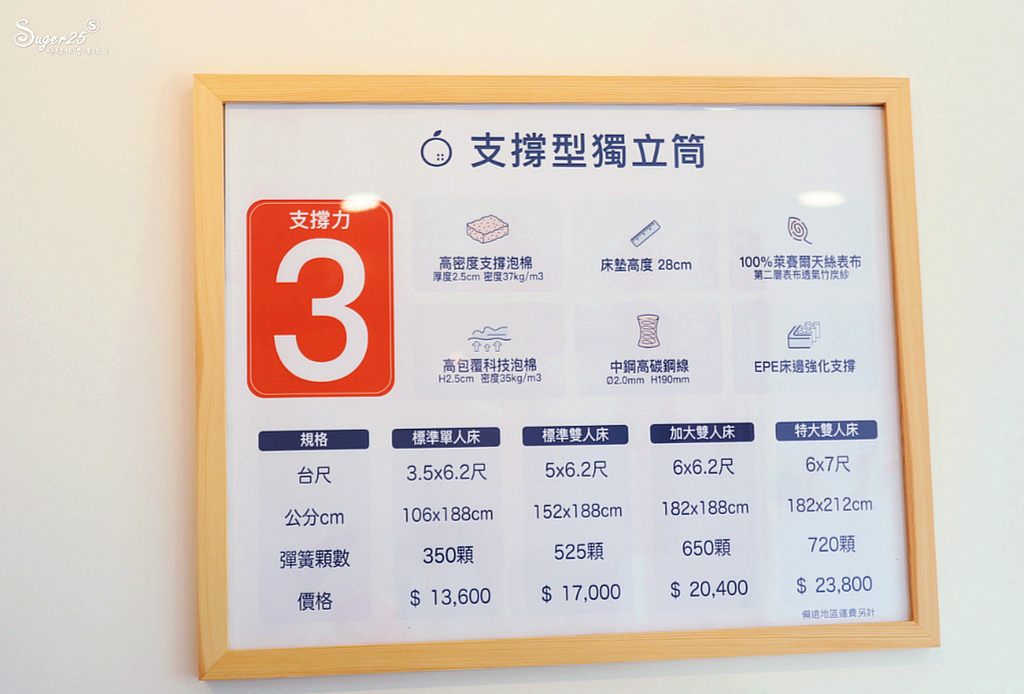 Suger25
支撐型獨立筒
支撐力
3
高密度支撐泡棉
厚度2.5cm 密度37kg/m3
床墊高度 28cm
100%萊賽爾天絲表布
第二層表布透氣竹炭紗
高包覆科技泡棉
H2.5cm 密度35kg/m3
中鋼高碳鋼線
Ø2.0mm H190mm
EPE床邊強化支撐
規格 標準單人床 標準雙人床 加大雙人床 特大雙人床
台尺 3.5x6.2尺 5x6.2尺 6x6.2尺 6x7尺
公分cm 106x188cm 152x188cm 182x188cm 182x212cm
彈簧顆數 350顆 525顆 650顆 720顆
價格 $ 13,600 $ 17,000 $ 20,400 $ 23,800
偏遠地區運費另計